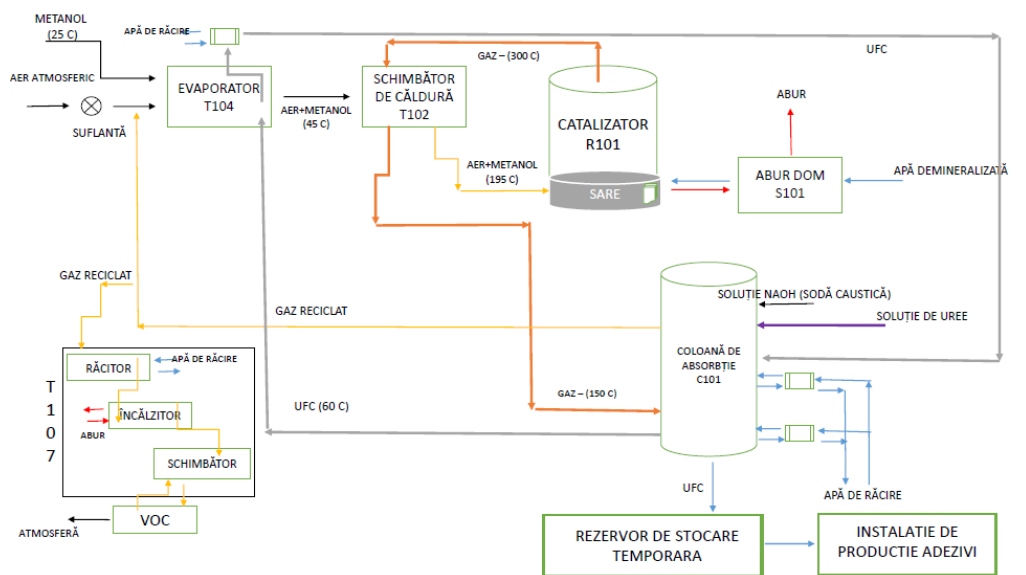 METANOL
(25 C)
APĂ DE RĂCIRE
UFC
AER ATMOSFERIC
SUFLANTĂ
EVAPORATOR
T104
AER+METANOL
(45 C)
SCHIMBĂTOR
DE CĂLDURĂ
T102
GAZ – (300 C)
AER+METANOL
(195 C)
CATALIZATOR
R101
SARE
ABUR
ABUR DOM
S101
APĂ DEMINERALIZATĂ
GAZ RECICLAT
GAZ RECICLAT
SOLUȚIE NAOH (SODĂ CAUSTICĂ)
SOLUȚIE DE UREE
COLOANĂ DE
ABSORBȚIE
C101
T
1
0
7
RĂCITOR
APĂ DE RĂCIRE
ÎNCĂLZITOR
ABUR
SCHIMBĂTOR
VOC
ATMOSFERĂ
UFC (60 C)
GAZ – (150 C)
UFC
APĂ DE RĂCIRE
REZERVOR DE STOCARE
TEMPORARA
INSTALATIE DE
PRODUCTIE ADEZIVI